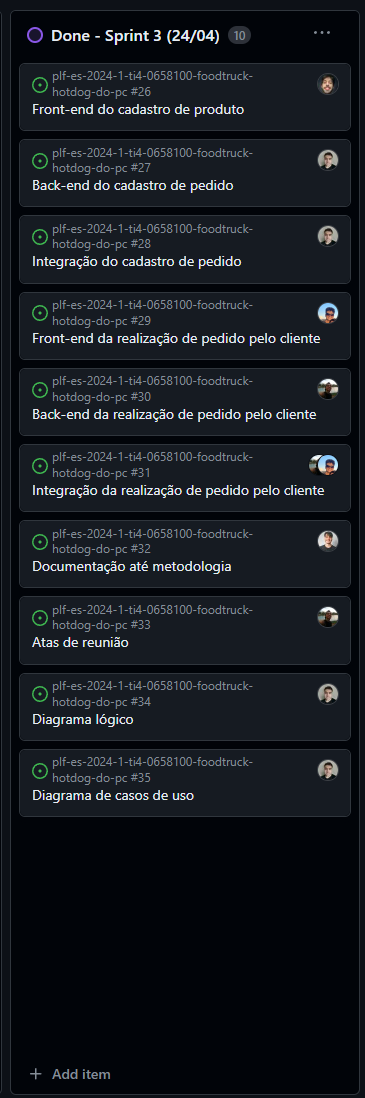 Done - Sprint 3 (24/04) 10 ...
plf-es-2024-1-ti4-0658100-foodtruck-
hotdog-do-pc #26
Front-end do cadastro de produto
plf-es-2024-1-ti4-0658100-foodtruck-
hotdog-do-pc #27
Back-end do cadastro de pedido
plf-es-2024-1-ti4-0658100-foodtruck-
hotdog-do-pc #28
Integração do cadastro de pedido
plf-es-2024-1-ti4-0658100-foodtruck-
hotdog-do-pc #29
Front-end da realização de pedido pelo cliente
plf-es-2024-1-ti4-0658100-foodtruck-
hotdog-do-pc #30
Back-end da realização de pedido pelo cliente
plf-es-2024-1-ti4-0658100-foodtruck-
hotdog-do-pc #31
Integração da realização de pedido pelo cliente
plf-es-2024-1-ti4-0658100-foodtruck-
hotdog-do-pc #32
Documentação até metodologia
plf-es-2024-1-ti4-0658100-foodtruck-
hotdog-do-pc #33
Atas de reunião
plf-es-2024-1-ti4-0658100-foodtruck-
hotdog-do-pc #34
Diagrama lógico
plf-es-2024-1-ti4-0658100-foodtruck-
hotdog-do-pc #35
Diagrama de casos de uso
+ Add item